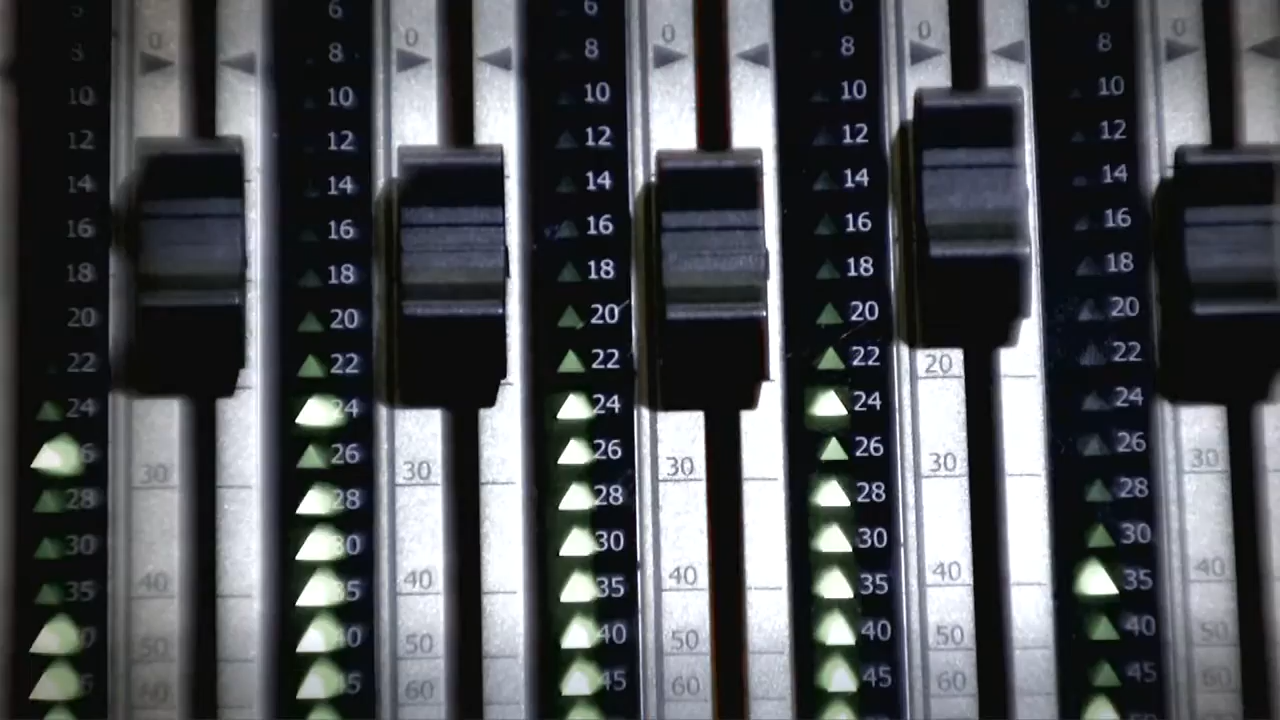 5 6 6 6 6
0 0 0 0 0
8 8 8 8 8
10 10 10 10 10
12 12 12 12 12
14 14 14 14 14
16 16 16 16 16
18 18 18 18 18
20 20 20 20 20
22 22 22 22 22
20
24 24 24 24 24
26 26 26 26
30 30 30 30 30
28 28 28 28 28
30 30 30 30 30
40 40 40 40 40
35 35 35 35 35
40 40 40 40
50 50 50 50 50
45 45 45 45
60 60 60 60 60